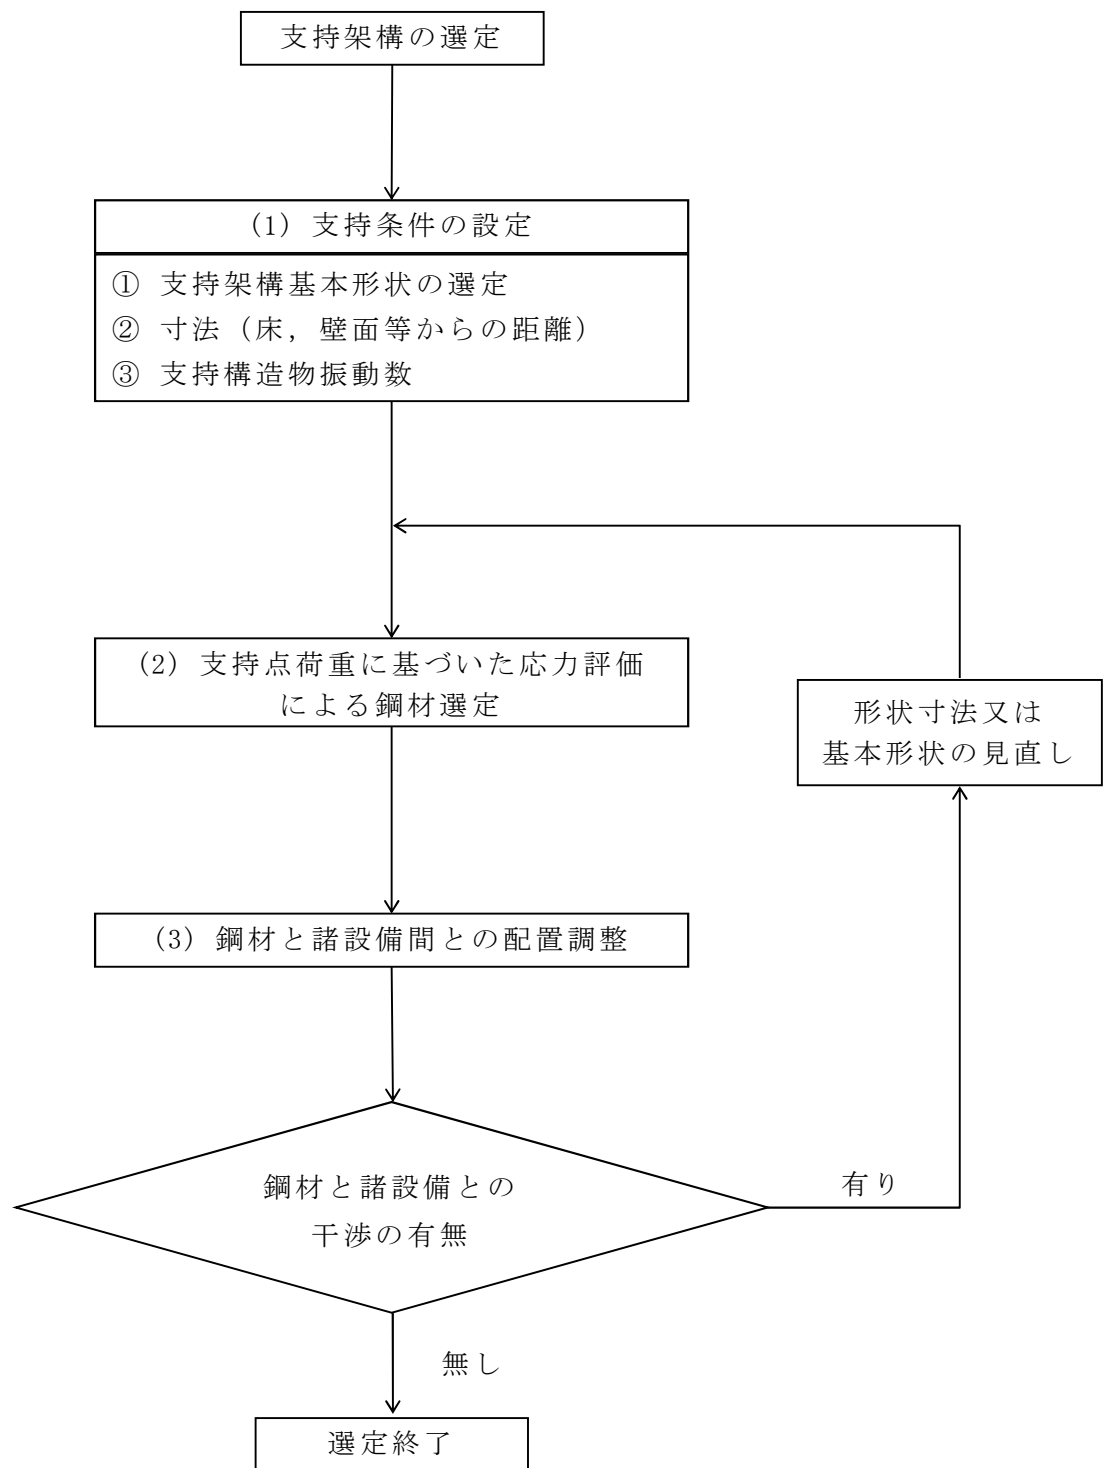 支持架構の選定
(1) 支持条件の設定
① 支持架構基本形状の選定
② 寸法（床，壁面等からの距離）
③ 支持構造物振動数
(2) 支持点荷重に基づいた応力評価
による鋼材選定
形状寸法又は
基本形状の見直し
(3) 鋼材と諸設備間との配置調整
鋼材と諸設備との
干渉の有無
有り
無し
選定終了